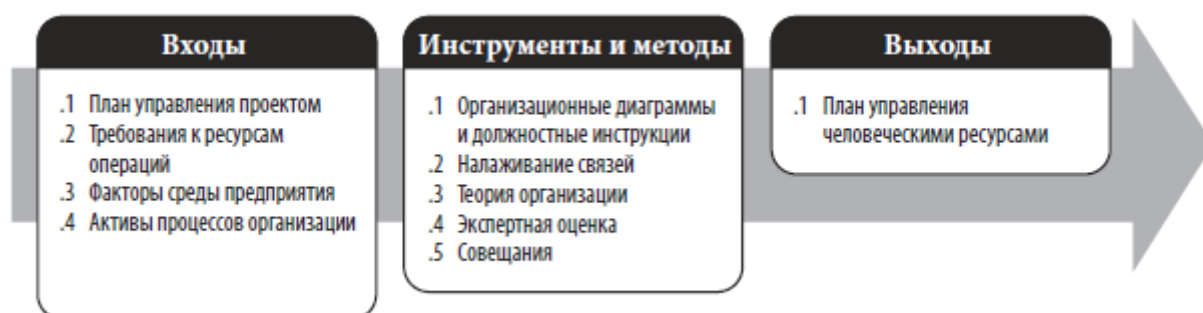 Входы
.1 План управления проектом
.2 Требования к ресурсам
операций
.3 Факторы среды предприятия
.4 Активы процессов организации
Инструменты и методы
.1 Организационные диаграммы
и должностные инструкции
.2 Налаживание связей
.3 Теория организации
.4 Экспертная оценка
.5 Совещания
Выходы
.1 План управления
человеческими ресурсами